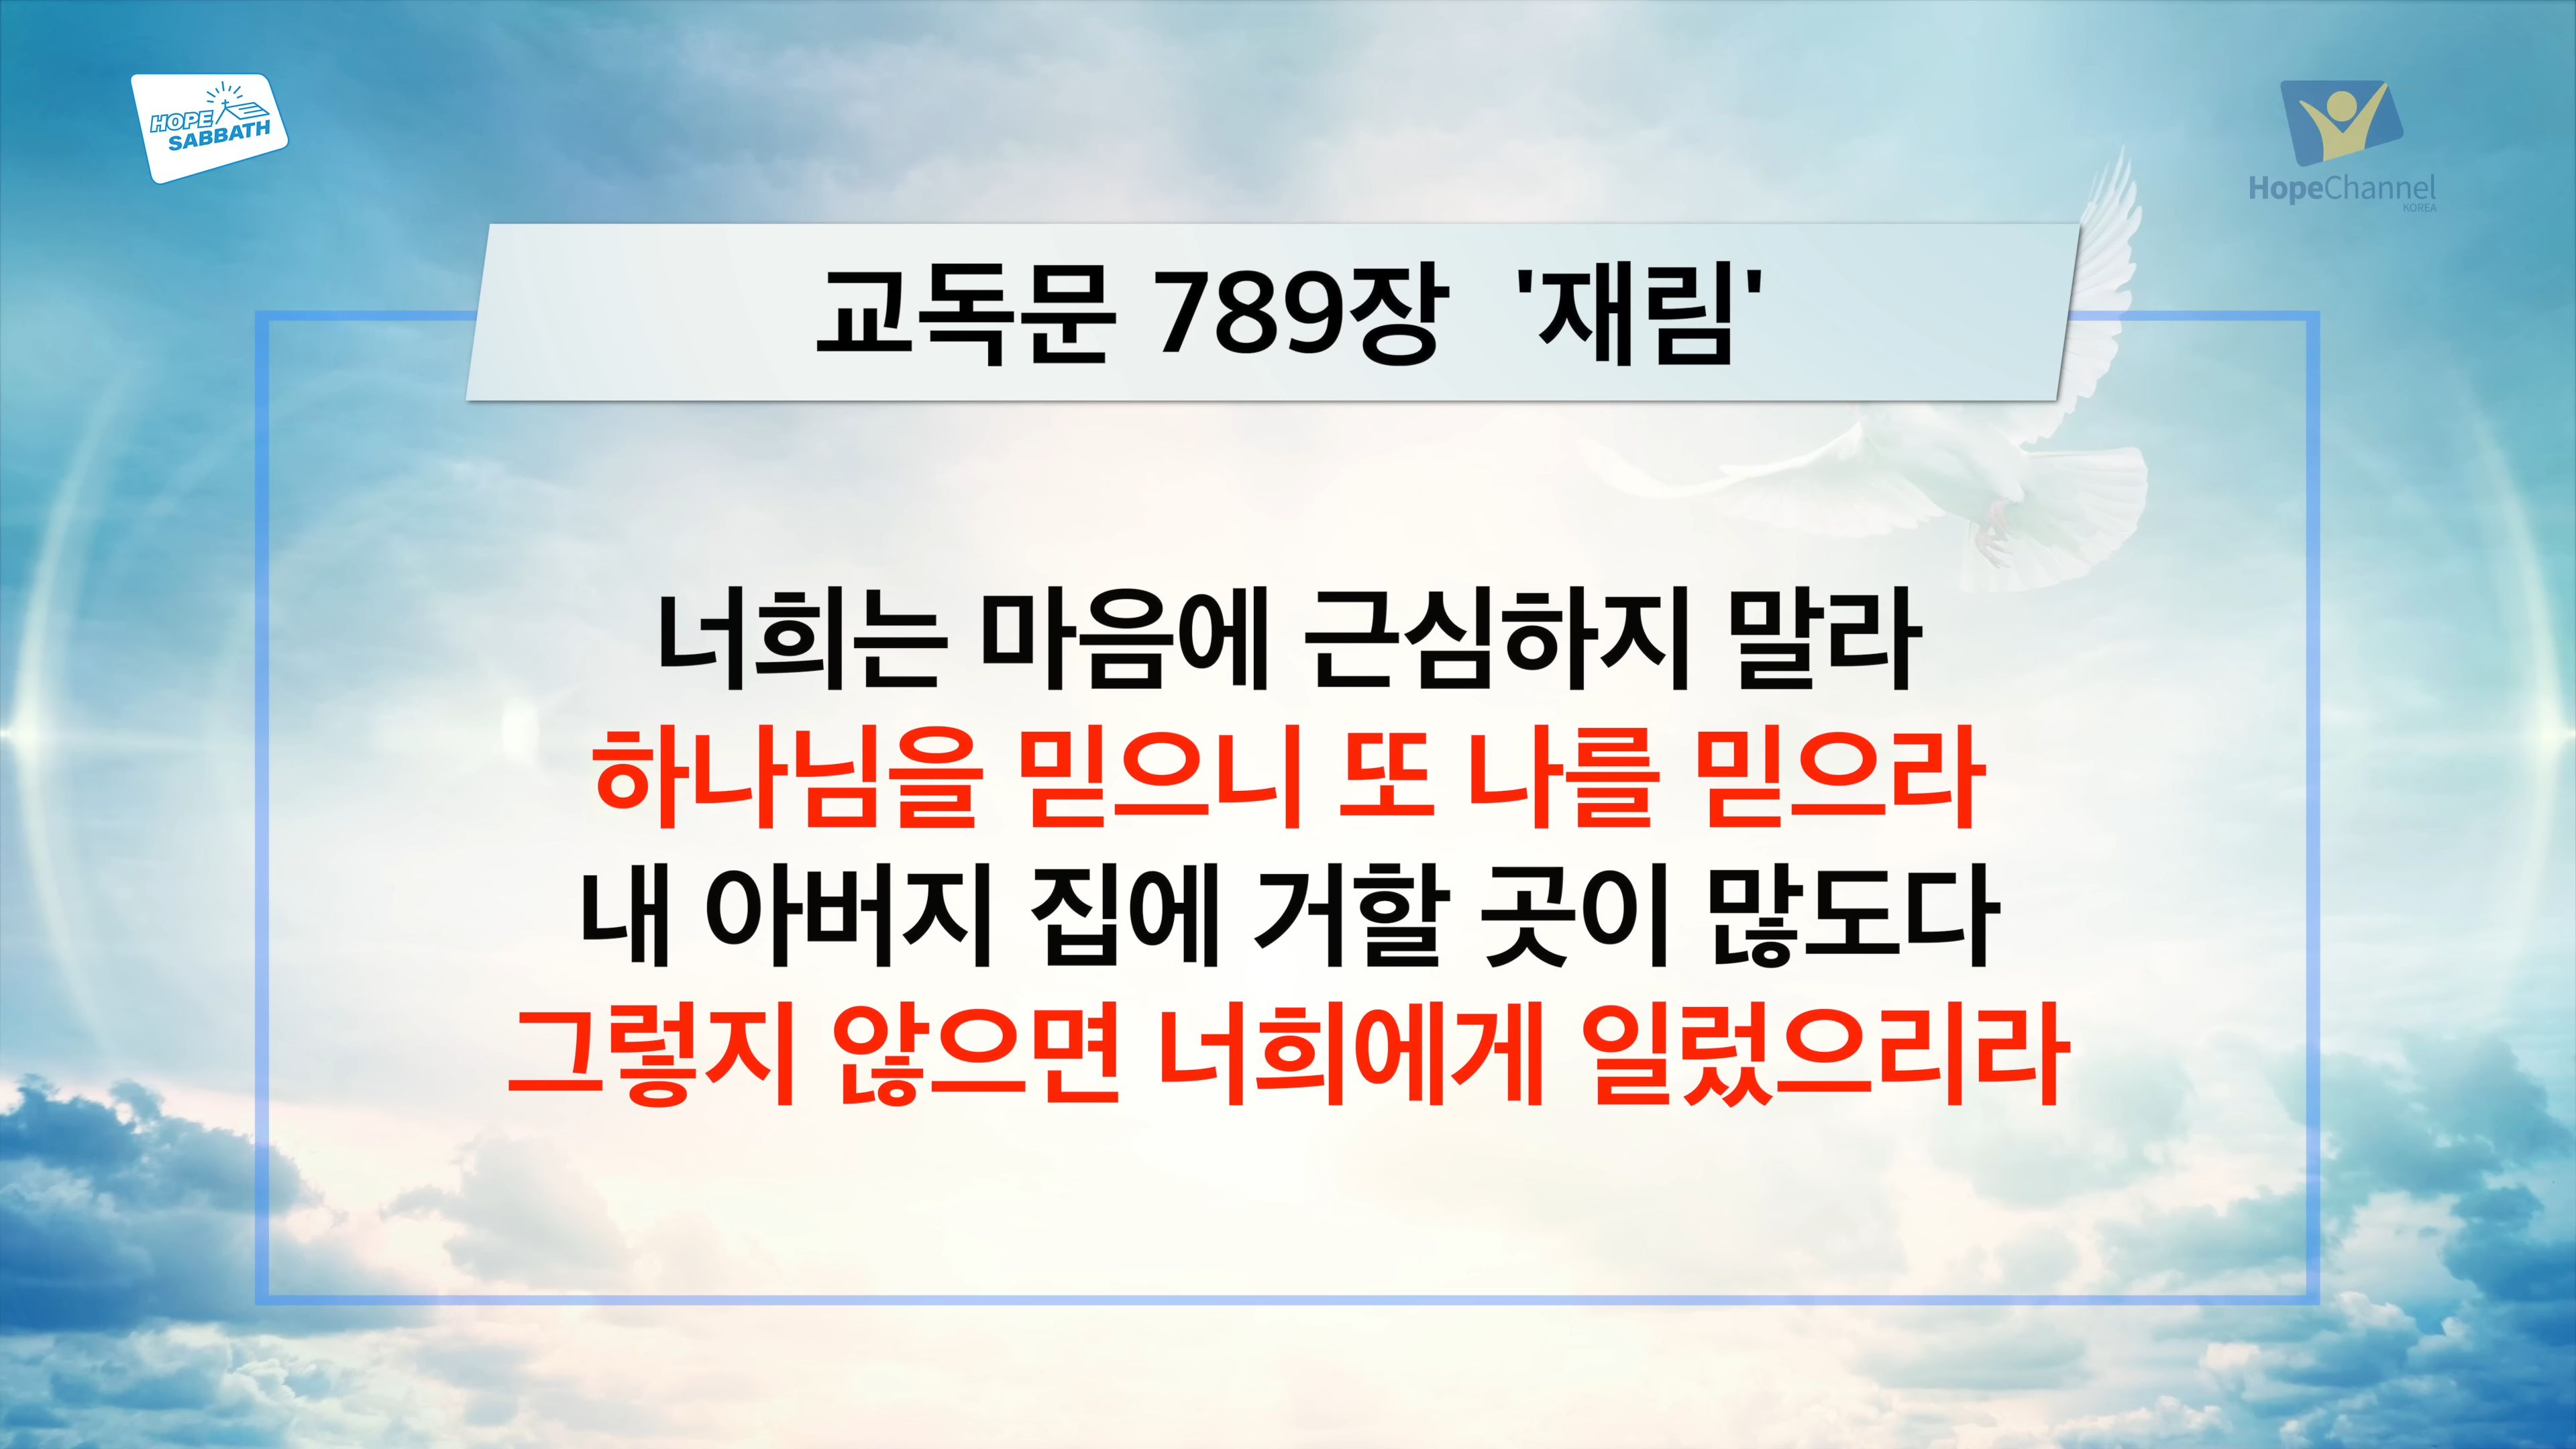 HOPE
SABBATH
HopeChannel
KOREA
교독문 789장 '재림'
너희는 마음에 근심하지 말라
하나님을 믿으니 또 나를 믿으라
내 아버지 집에 거할 곳이 많도다
그렇지 않으면 너희에게 일렀으리라